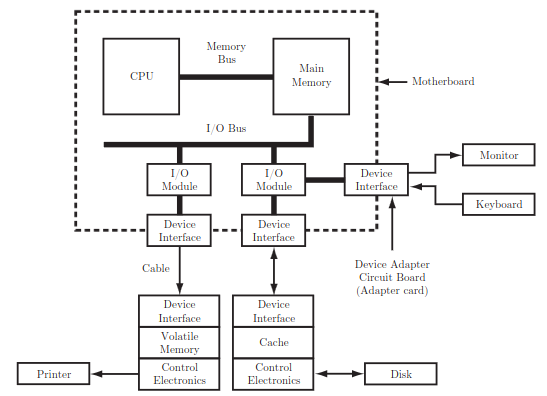 Memory
Bus
CPU
Main
Memory
Motherboard
I/O Bus
I/O
Module
I/O
Module
Device
Interface
Monitor
Keyboard
Device
Interface
Device
Interface
Cable
Device Adapter
Circuit Board
(Adapter card)
Device
Interface
Volatile
Memory
Control
Electronics
Device
Interface
Cache
Control
Electronics
Printer
Disk